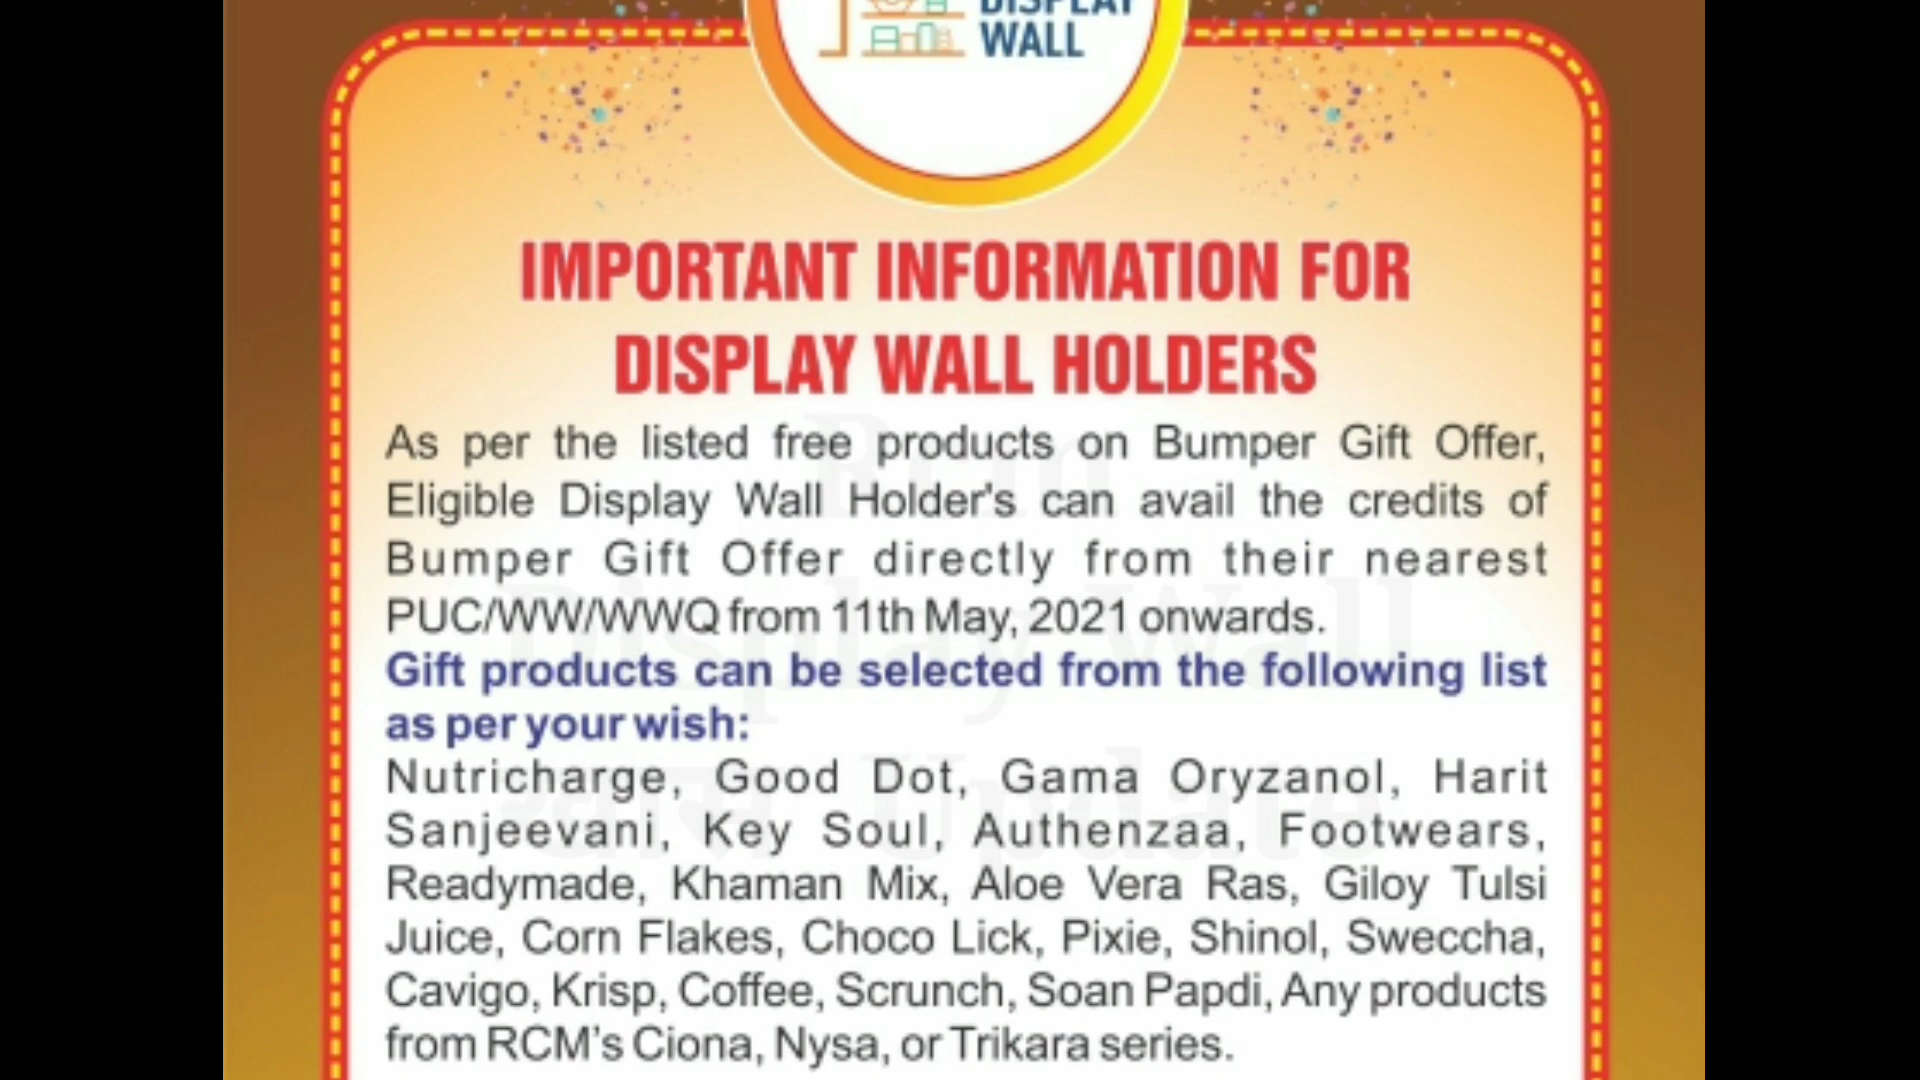 DISPLAY
WALL
IMPORTANT INFORMATION FOR
DISPLAY WALL HOLDERS
As per the listed free products on Bumper Gift Offer,
Eligible Display Wall Holder's can avail the credits of
Bumper Gift Offer directly from their nearest
PUC/WW/WWQ from 11th May, 2021 onwards.
Gift products can be selected from the following list
as per your wish:
Nutricharge, Good Dot, Gama Oryzanol, Harit
Sanjeevani, Key Soul, Authenzaa, Footwears,
Readymade, Khaman Mix, Aloe Vera Ras, Giloy Tulsi
Juice, Corn Flakes, Choco Lick, Pixie, Shinol, Sweccha,
Cavigo, Krisp, Coffee, Scrunch, Soan Papdi, Any products
from RCM's Ciona, Nysa, or Trikara series.
Rcm
Display Wall
Update